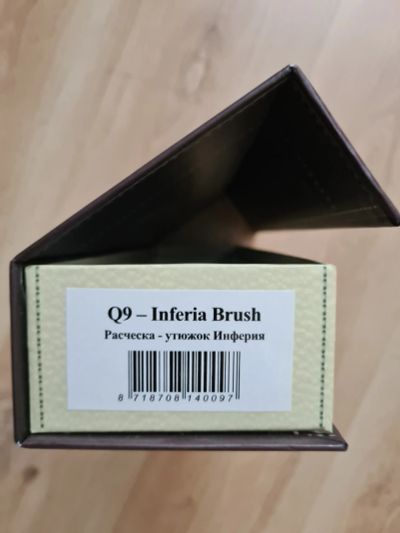 Q9 – Inferia Brush
Расческа - утюжок Инферия
8 718708 140097